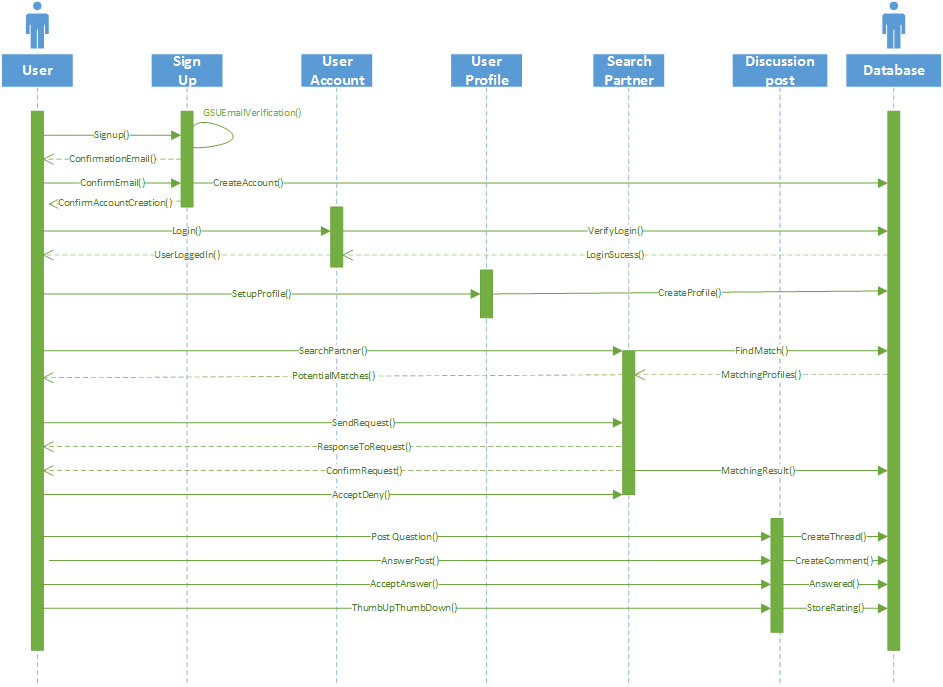 User
Sign
Up
User
Account
User
Profile
Search
Partner
Discussion
post
Database
GSUEmailVerification()
Signup()
ConfirmationEmail()
ConfirmEmail()
CreateAccount()
ConfirmAccountCreation()
Login()
VerifyLogin()
UserLoggedIn()
LoginSucess()
SetupProfile()
CreateProfile()
SearchPartner()
FindMatch()
PotentialMatches()
MatchingProfiles()
SendRequest()
ResponseToRequest()
ConfirmRequest()
MatchingResult()
AcceptDeny()
Post Question()
CreateThread()
AnswerPost()
CreateComment()
AcceptAnswer()
Answered()
ThumbUpThumbDown()
StoreRating()